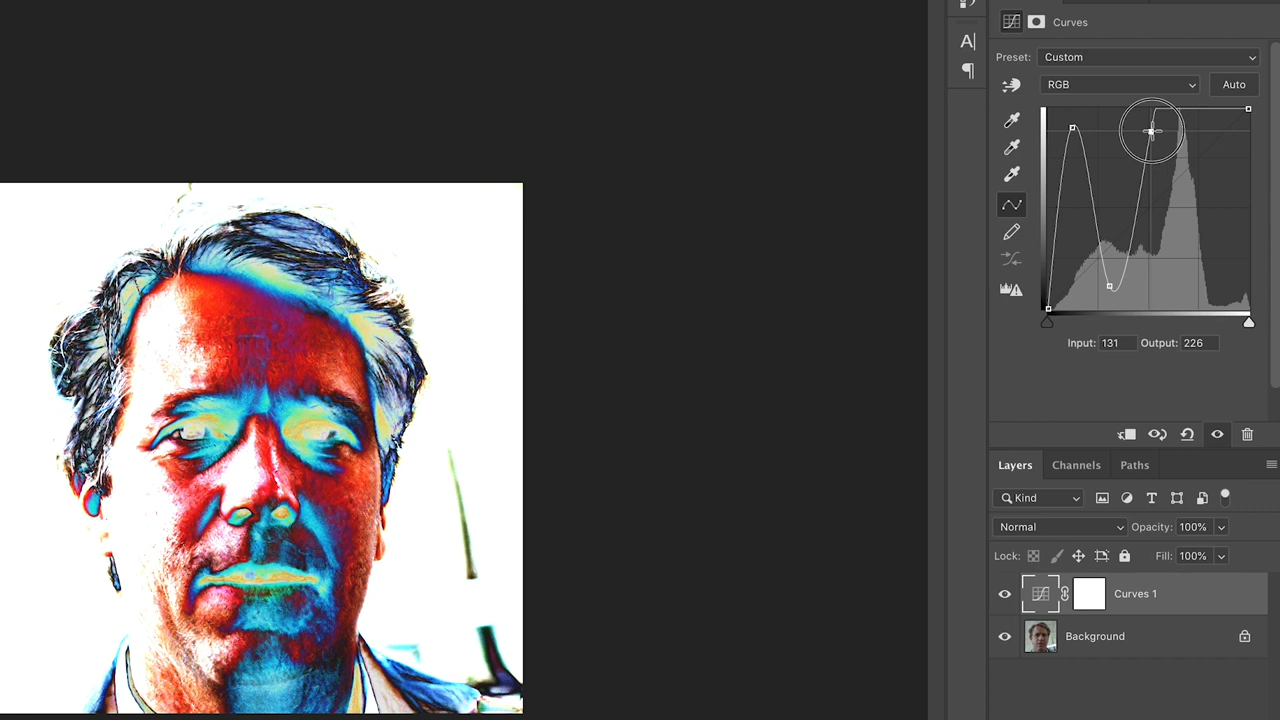 Curves
A|
¶
Preset: Custom
RGB
Auto
Input: 131 Output: 226
Layers Channels Paths
Kind
T
Normal Opacity: 100%
Lock: Fill: 100%
Curves 1
Background